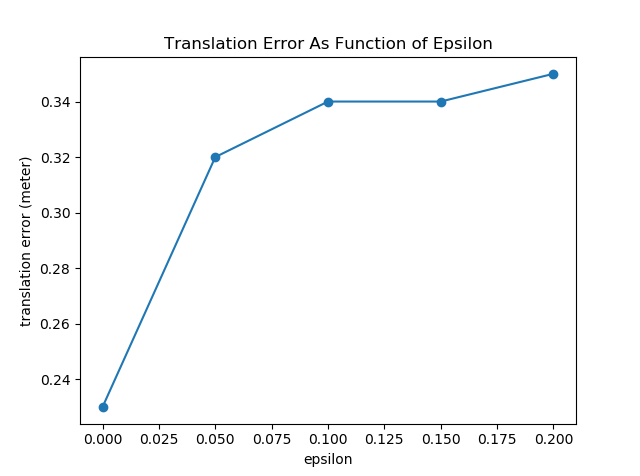 Translation Error As Function of Epsilon
translation error (meter)
0.34
0.32
0.30
0.28
0.26
0.24
0.000 0.025 0.050 0.075 0.100 0.125 0.150 0.175 0.200
epsilon